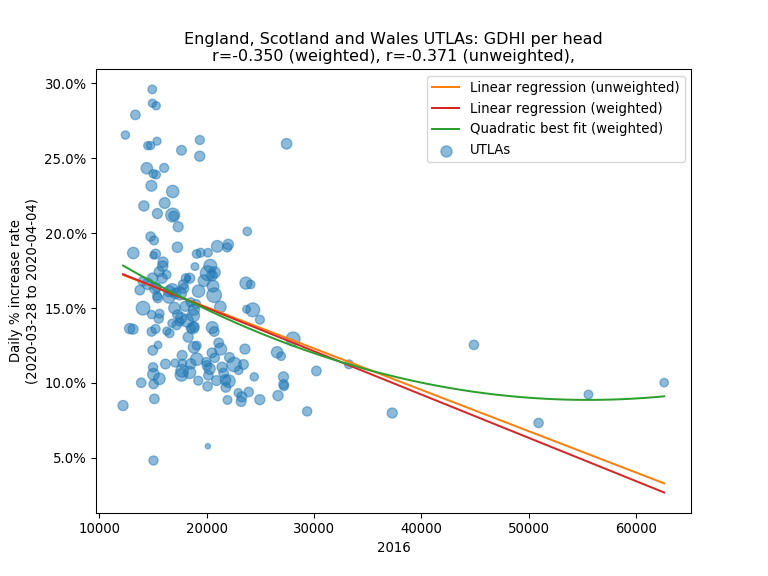 England, Scotland and Wales UTLAs: GDHI per head
r=-0.350 (weighted), r=-0.371 (unweighted),
Linear regression (unweighted)
Linear regression (weighted)
Quadratic best fit (weighted)
UTLAs
Daily % increase rate
(2020-03-28 to 2020-04-04)
30.0%
25.0%
20.0%
15.0%
10.0%
5.0%
10000 20000 30000 40000 50000 60000
2016